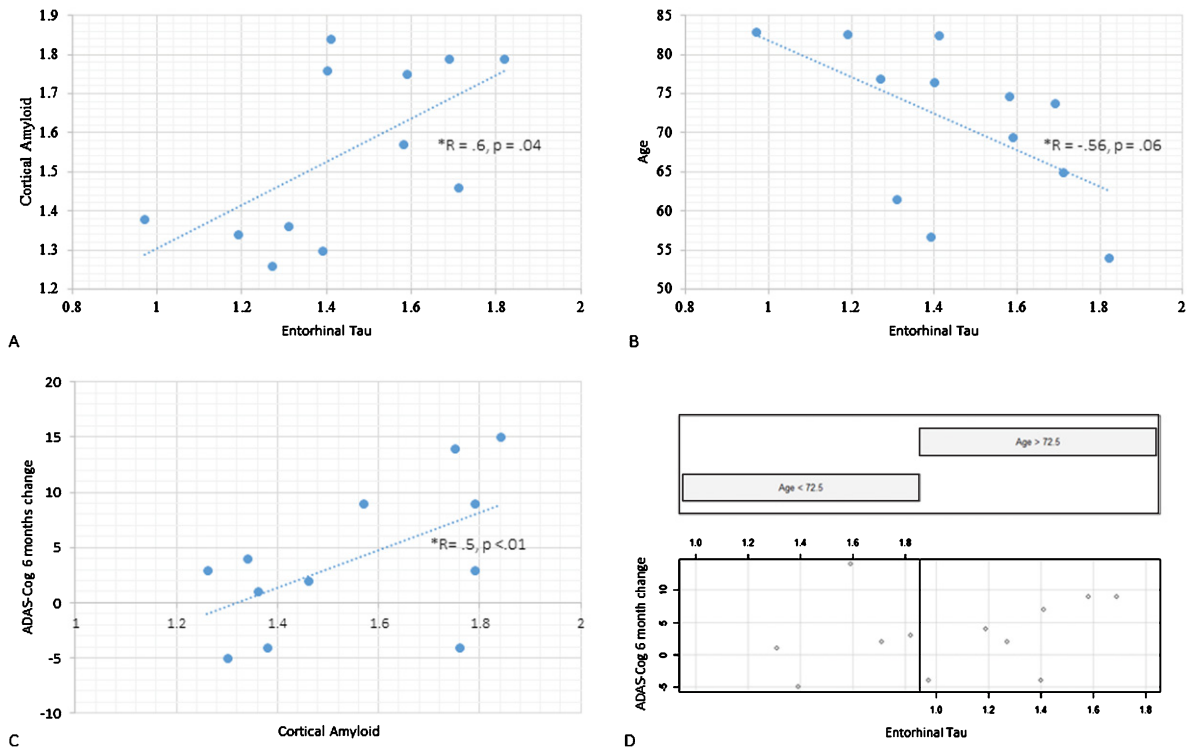 1.9
1.8
1.7
1.6
1.5
1.4
1.3
1.2
Cortical Amyloid
*R = .6, p = .04
0.8 1 1.2 1.4 1.6 1.8 2
Entorhinal Tau
A
85
80
75
70
65
60
55
50
Age
*R = -.56, p = .06
0.8 1 1.2 1.4 1.6 1.8 2
Entorhinal Tau
B
20
15
10
5
0
-5
-10
ADAS-Cog 6 months change
*R= .5, p <.01
1 1.2 1.4 1.6 1.8 2
Cortical Amyloid
C
Age > 72.5
Age < 72.5
1.0 1.2 1.4 1.6 1.8
10
5
0
-5
ADAS-Cog 6 month change
1.0 1.2 1.4 1.6 1.8
Entorhinal Tau
D